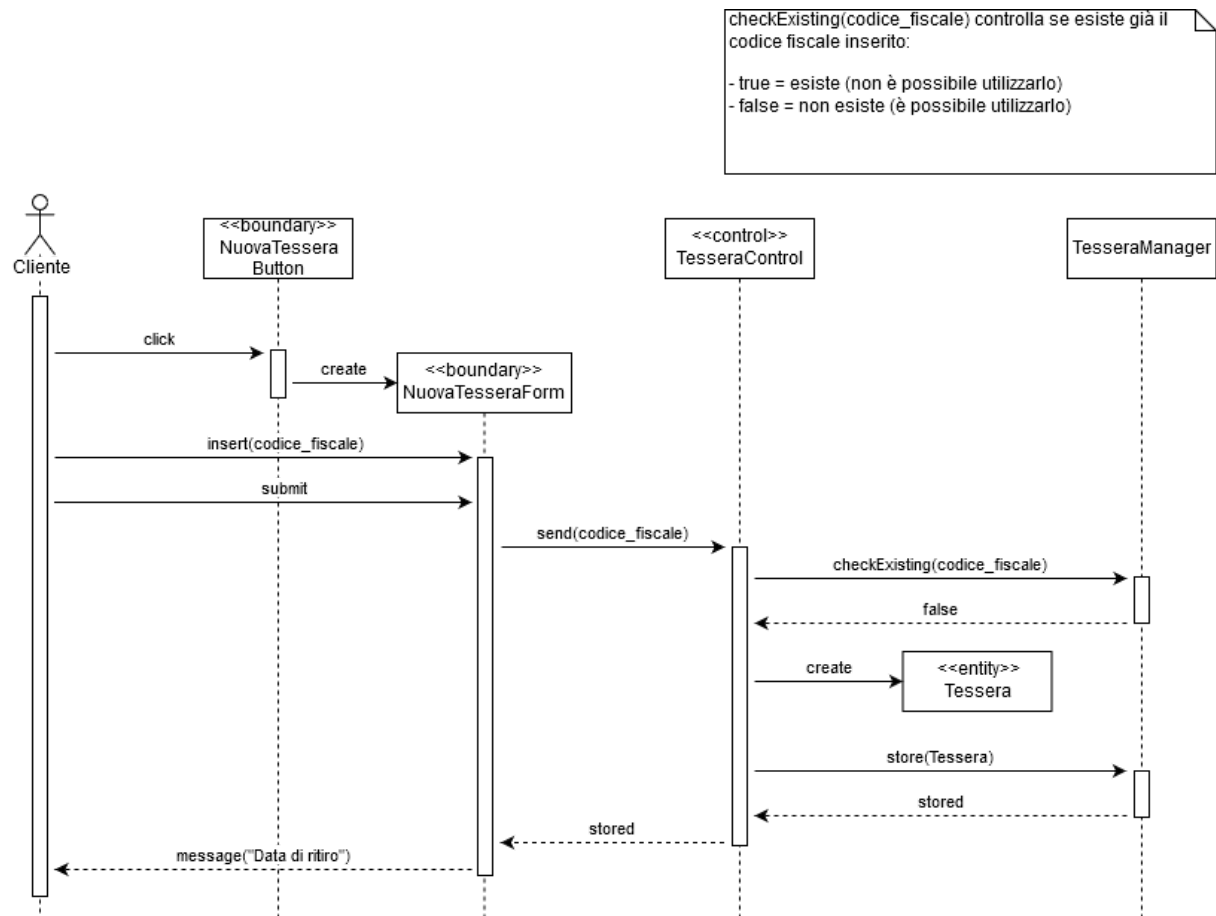 checkExisting(codice_fiscale) controlla se esiste già il
codice fiscale inserito:
- true = esiste (non è possibile utilizzarlo)
- false = non esiste (è possibile utilizzarlo)
Cliente
<<boundary>>
NuovaTessera
Button
<<control>>
TesseraControl
TesseraManager
click
create
<<boundary>>
NuovaTesseraForm
insert(codice_fiscale)
submit
send(codice_fiscale)
checkExisting(codice_fiscale)
false
create
<<entity>>
Tessera
store(Tessera)
stored
stored
message("Data di ritiro")